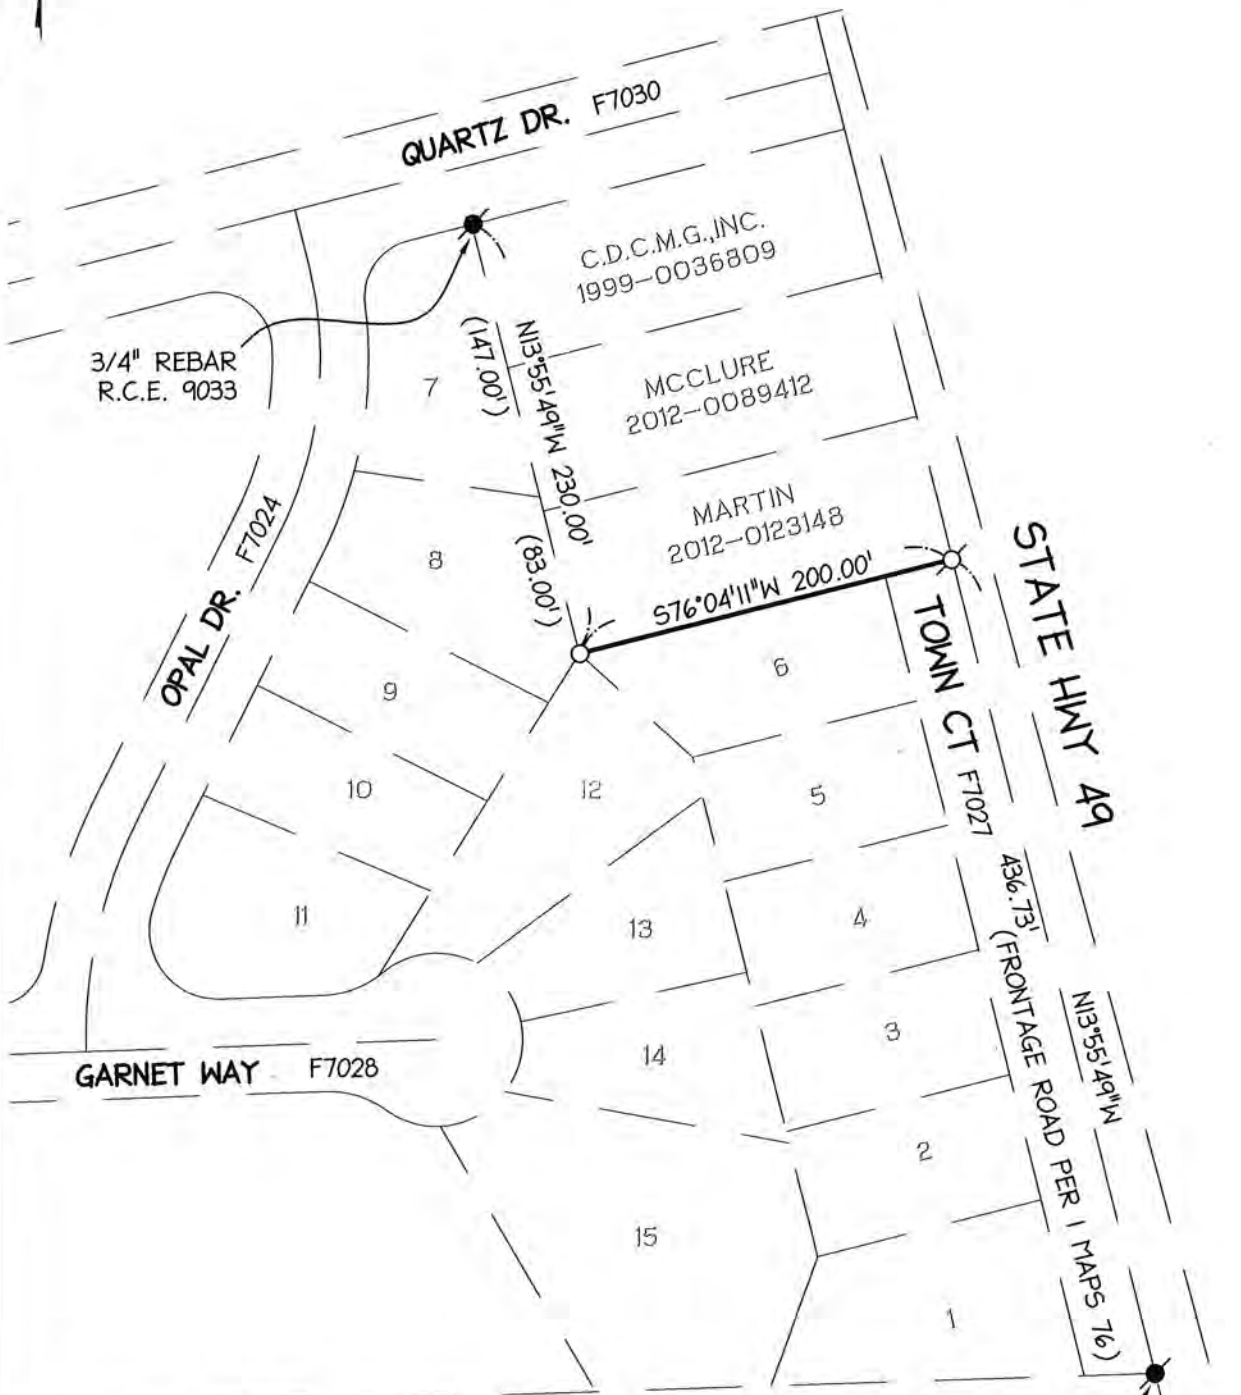 QUARTZ DR. F7030
C.D.C.M.G.,INC.
1999-0036809
3/4" REBAR
R.C.E. 9033
7
(147.00')
N13°55'49"W 230.00'
(83.00')
MCCLURE
2012-0089412
MARTIN
2012-0123148
S76°04'11"W 200.00'
OPAL DR. F7024
8
9
10
11
12
6
5
4
13
14
3
2
15
1
TOWN CT F7027
STATE HWY 49
436.73'
(FRONTAGE ROAD PER 1 MAPS 76)
N13°55'49"W
GARNET WAY F7028